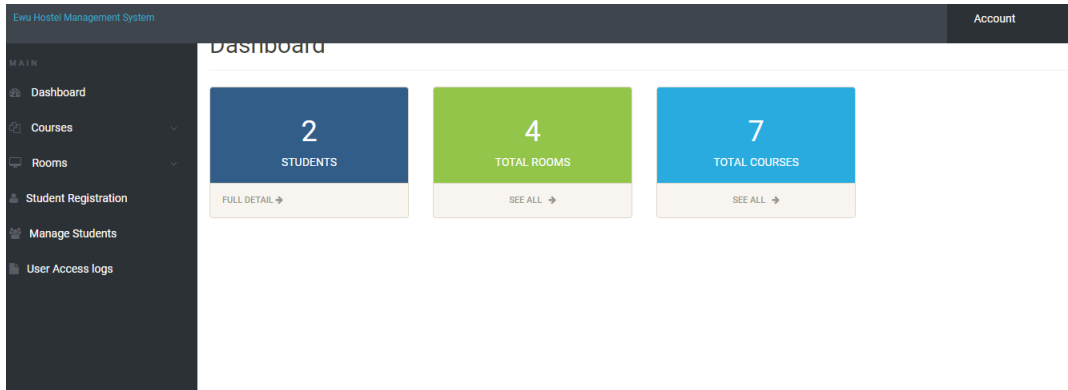 Ewu Hostel Management System
Account
MAIN
Dashboard
Courses
Rooms
Student Registration
Manage Students
User Access logs
Dashboard
2
STUDENTS
FULL DETAIL
4
TOTAL ROOMS
SEE ALL
7
TOTAL COURSES
SEE ALL